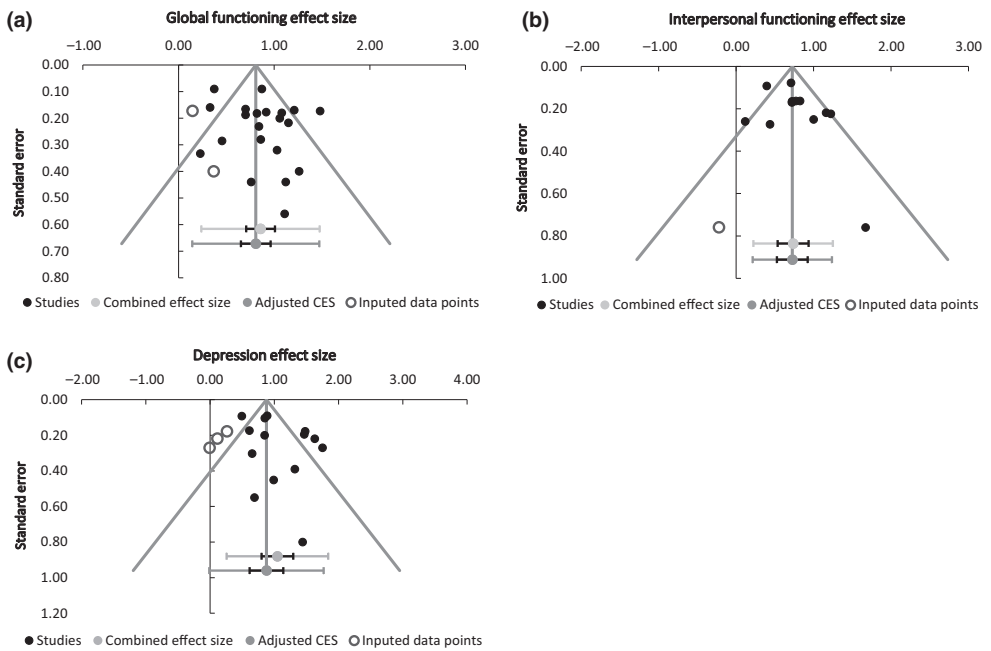 (a)
Global functioning effect size
−1.00 0.00 1.00 2.00 3.00
0.00
0.10
0.20
0.30
0.40
0.50
0.60
0.70
0.80
Standard error
Studies Combined effect size Adjusted CES Inputed data points
(b)
Interpersonal functioning effect size
−2.00 −1.00 0.00 1.00 2.00 3.00
0.00
0.20
0.40
0.60
0.80
1.00
Standard error
Studies Combined effect size Adjusted CES Inputed data points
(c)
Depression effect size
−2.00 −1.00 0.00 1.00 2.00 3.00 4.00
0.00
0.20
0.40
0.60
0.80
1.00
1.20
Standard error
Studies Combined effect size Adjusted CES Inputed data points